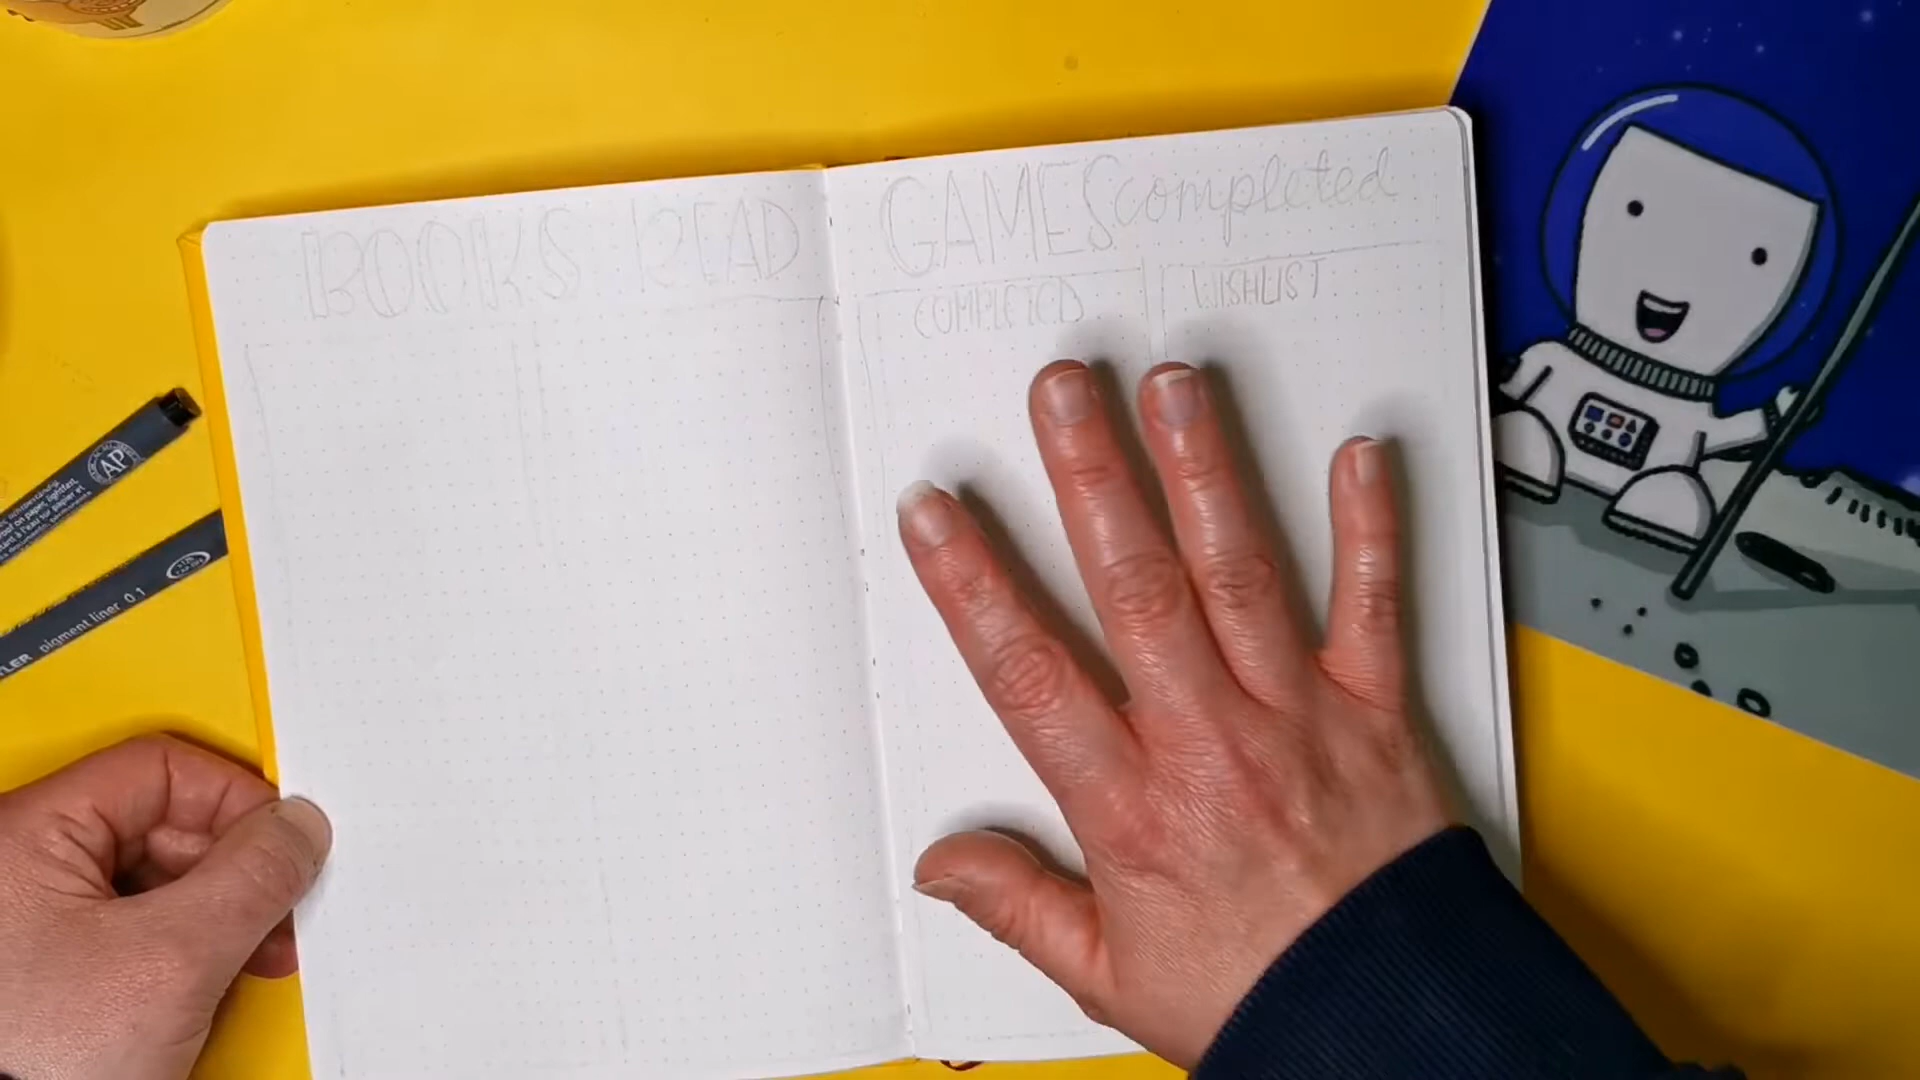 BOOKS READ
GAMES completed
COMPLETED
WISHLIST
AP
pigment liner 0.1